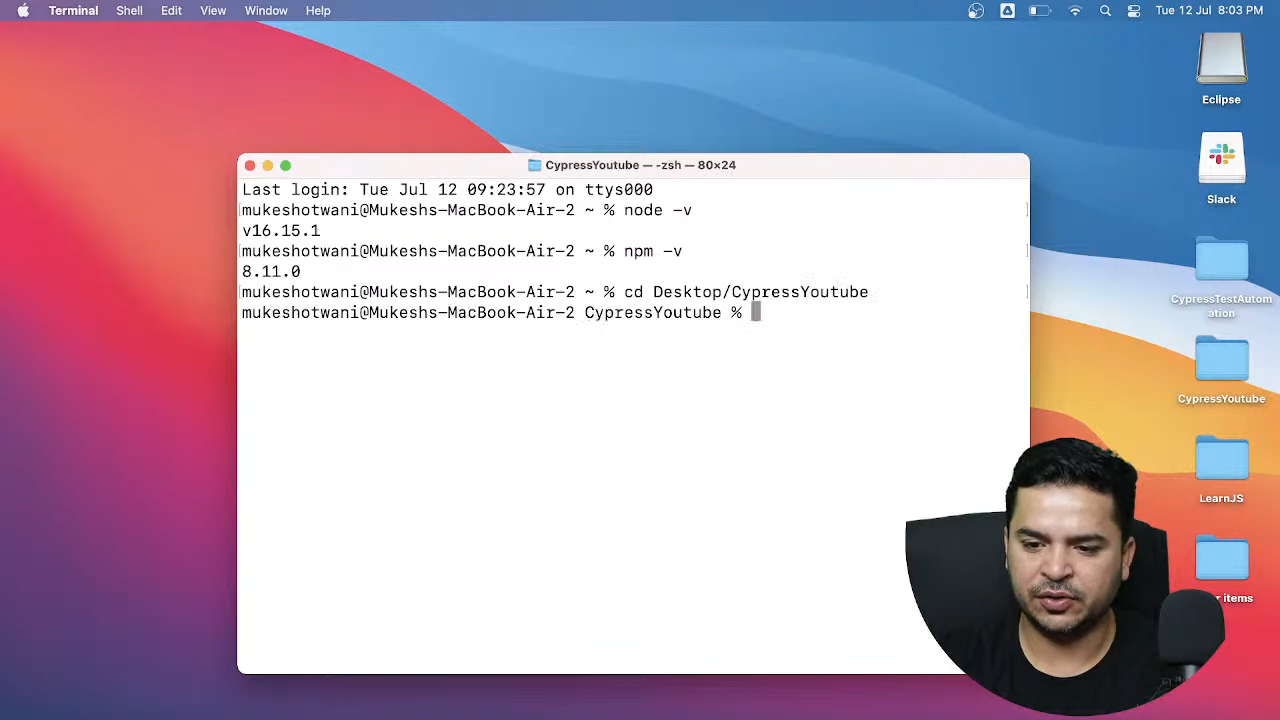 Terminal Shell Edit View Window Help Tue 12 Jul 8:03 PM
Eclipse
CypressYoutube — -zsh — 80×24
Last login: Tue Jul 12 09:23:57 on ttys000
mukeshotwani@Mukeshs-MacBook-Air-2 ~ % node -v
v16.15.1
mukeshotwani@Mukeshs-MacBook-Air-2 ~ % npm -v
8.11.0
mukeshotwani@Mukeshs-MacBook-Air-2 ~ % cd Desktop/CypressYoutube
mukeshotwani@Mukeshs-MacBook-Air-2 CypressYoutube %
Slack
CypressTestAutom
ation
CypressYoutube
LearnJS
items